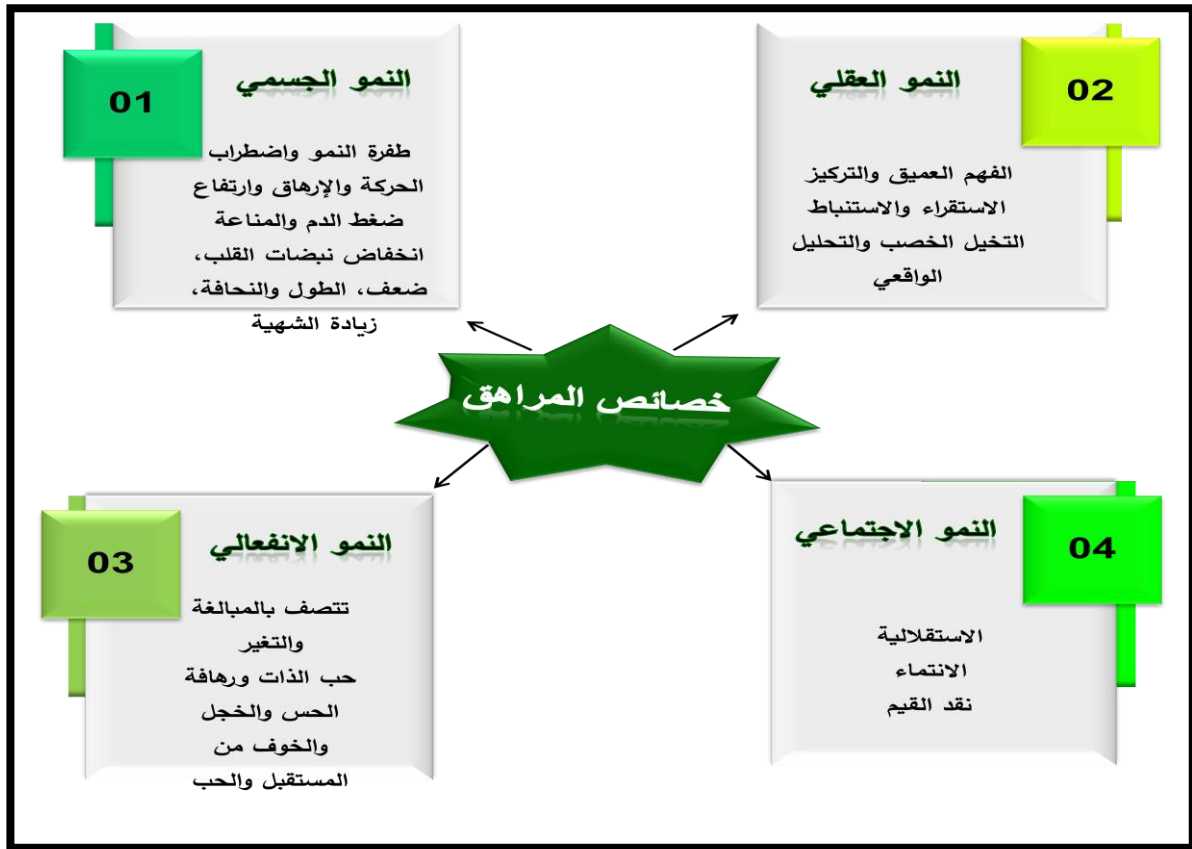 01
النمو الجسمي
طفرة النمو واضطراب
الحركة والإرهاق وارتفاع
ضغط الدم والمناعة
انخفاض نبضات القلب،
ضعف، الطول والنحافة،
زيادة الشهية
02
النمو العقلي
الفهم العميق والتركيز
الاستقراء والاستنباط
التخيل الخصب والتحليل
الواقعي
خصائص المراهق
03
النمو الانفعالي
تتصف بالمبالغة
والتغير
حب الذات ورهافة
الحس والخجل
والخوف من
المستقبل والحب
04
النمو الاجتماعي
الاستقلالية
الانتماء
نقد القيم